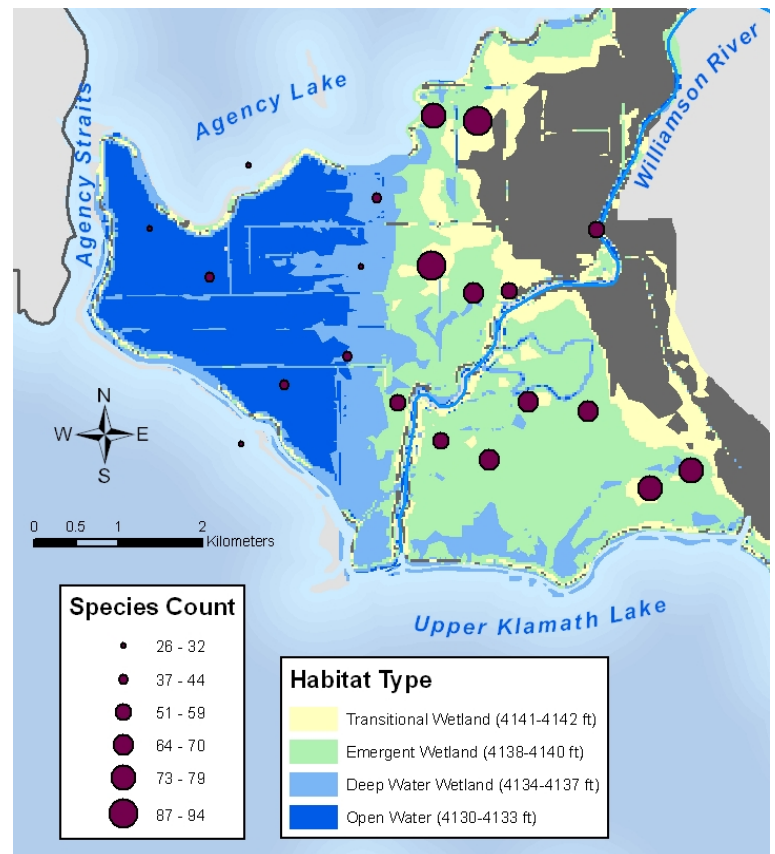 Agency Lake
Williamson River
Agency Straits
N
W E
S
0 0.5 1 2
Kilometers
Upper Klamath Lake
Species Count
26 - 32
37 - 44
51 - 59
64 - 70
73 - 79
87 - 94
Habitat Type
Transitional Wetland (4141-4142 ft)
Emergent Wetland (4138-4140 ft)
Deep Water Wetland (4134-4137 ft)
Open Water (4130-4133 ft)